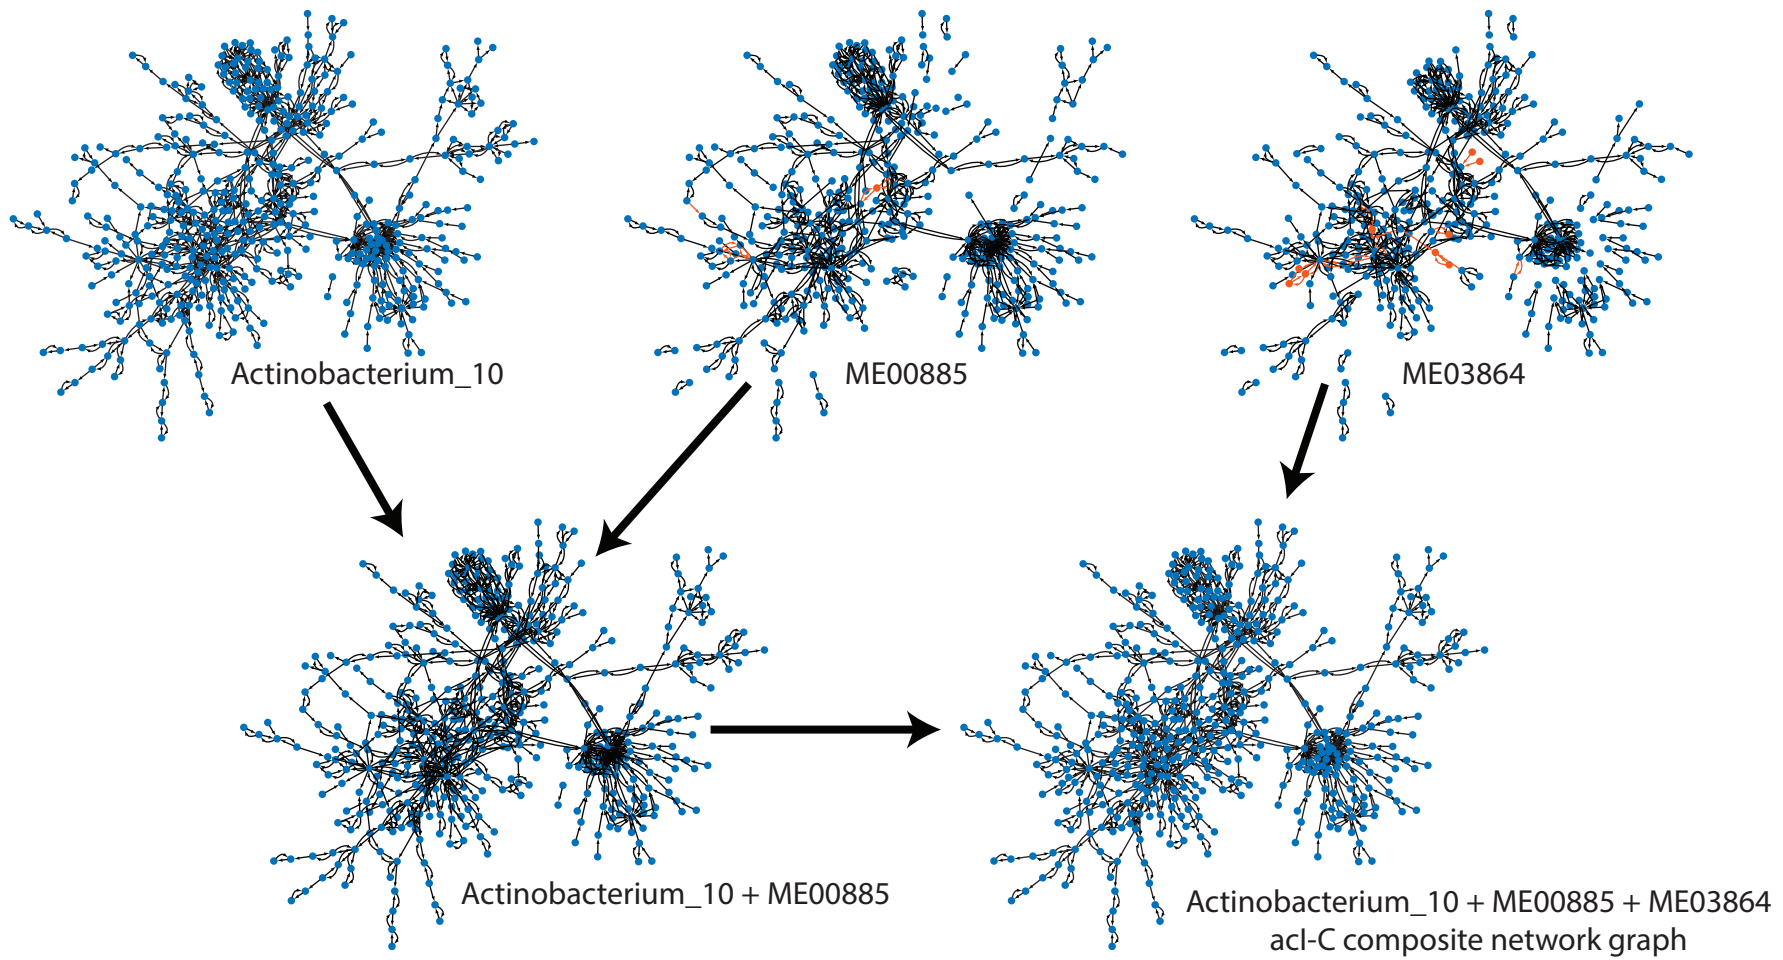 Actinobacterium_10
ME00885
ME03864
Actinobacterium_10 + ME00885
Actinobacterium_10 + ME00885 + ME03864
acI-C composite network graph